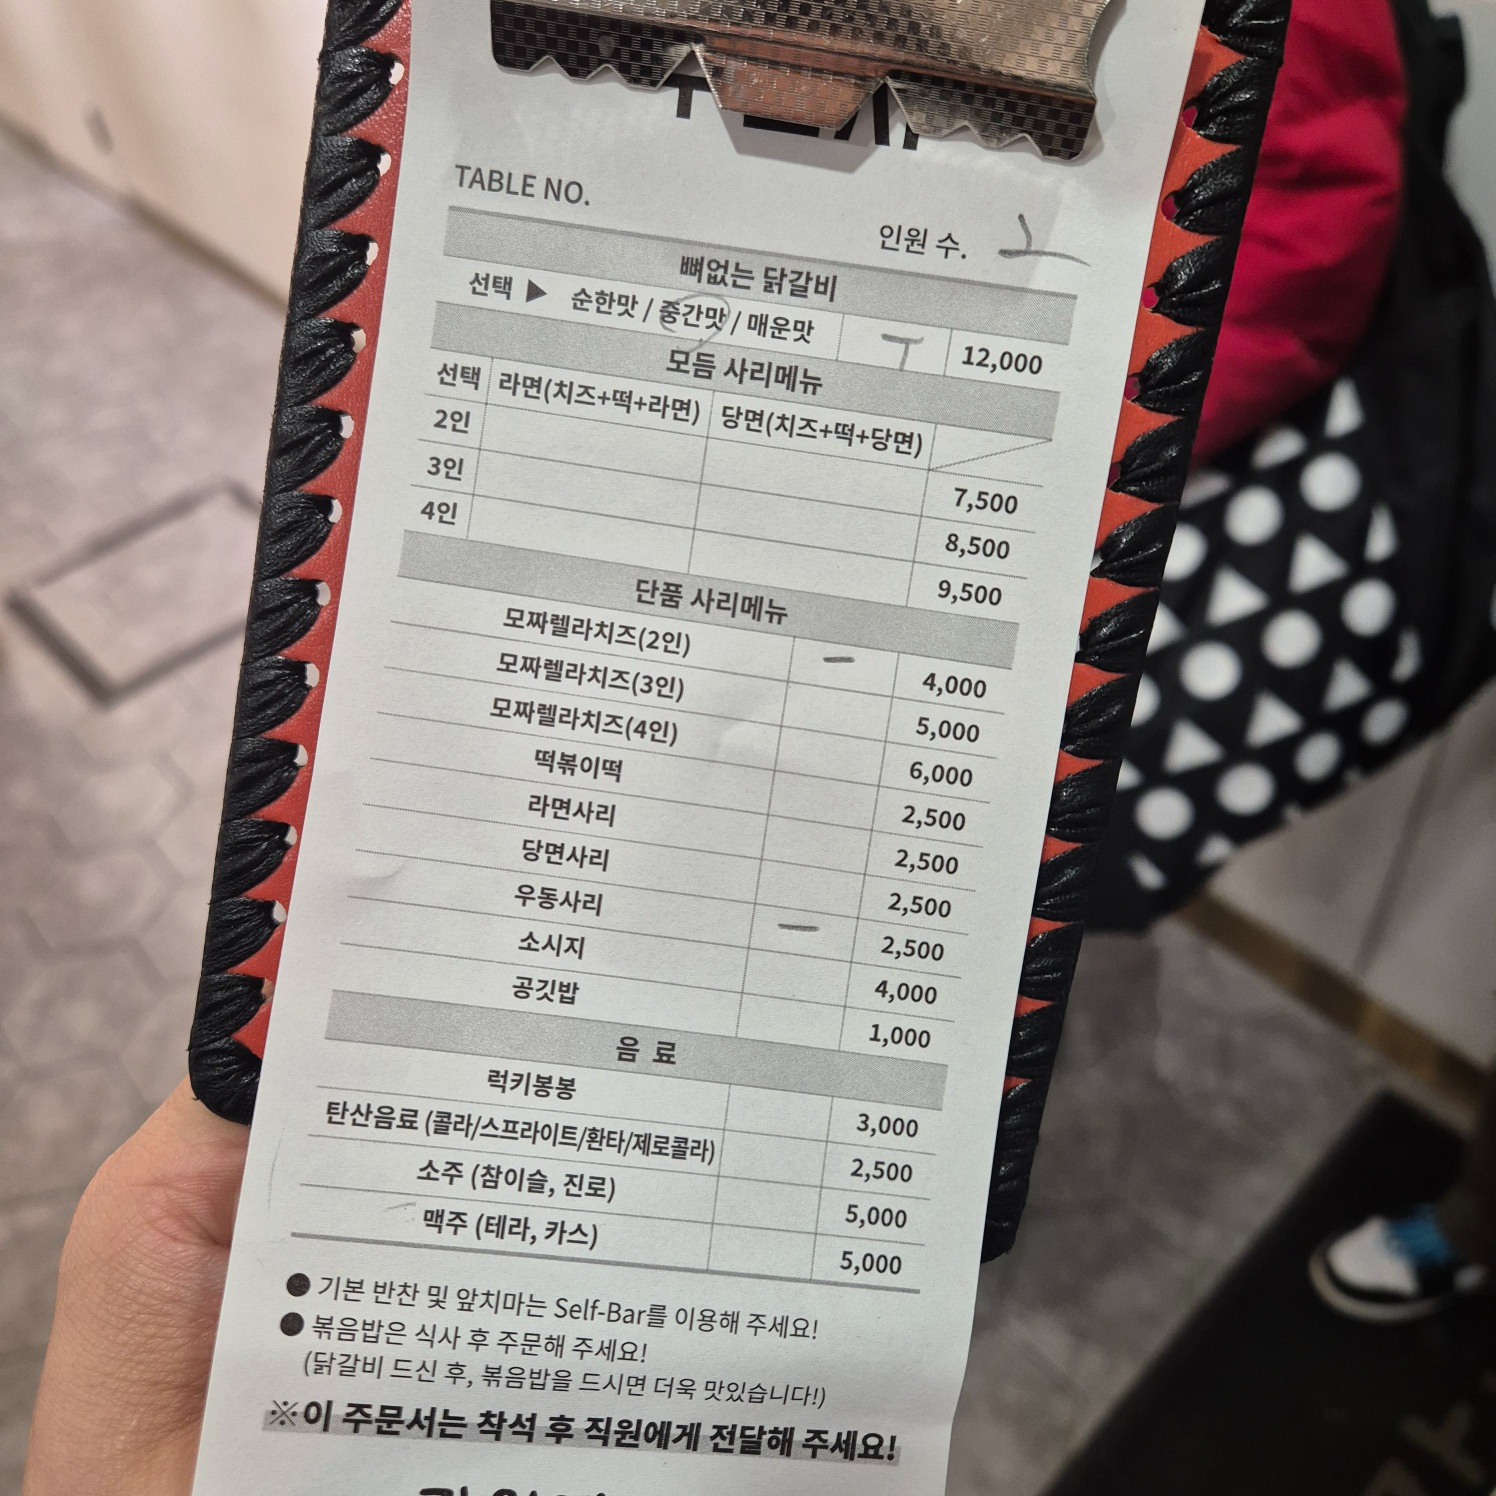 TABLE NO.
인원 수. 2
뼈없는 닭갈비
선택 ▶ 순한맛 / 중간맛 / 매운맛 T 12,000
모듬 사리메뉴
선택 라면(치즈+떡+라면) 당면(치즈+떡+당면)
2인 7,500
3인 8,500
4인 9,500
단품 사리메뉴
모짜렐라치즈(2인) ー 4,000
모짜렐라치즈(3인) 5,000
모짜렐라치즈(4인) 6,000
떡볶이떡 2,500
라면사리 2,500
당면사리 2,500
우동사리 ー 2,500
소시지 4,000
공깃밥 1,000
음 료
럭키봉봉 3,000
탄산음료 (콜라/스프라이트/환타/제로콜라) 2,500
소주 (참이슬, 진로) 5,000
맥주 (테라, 카스) 5,000
● 기본 반찬 및 앞치마는 Self-Bar를 이용해 주세요!
● 볶음밥은 식사 후 주문해 주세요!
(닭갈비 드신 후, 볶음밥을 드시면 더욱 맛있습니다!)
※이 주문서는 착석 후 직원에게 전달해 주세요!